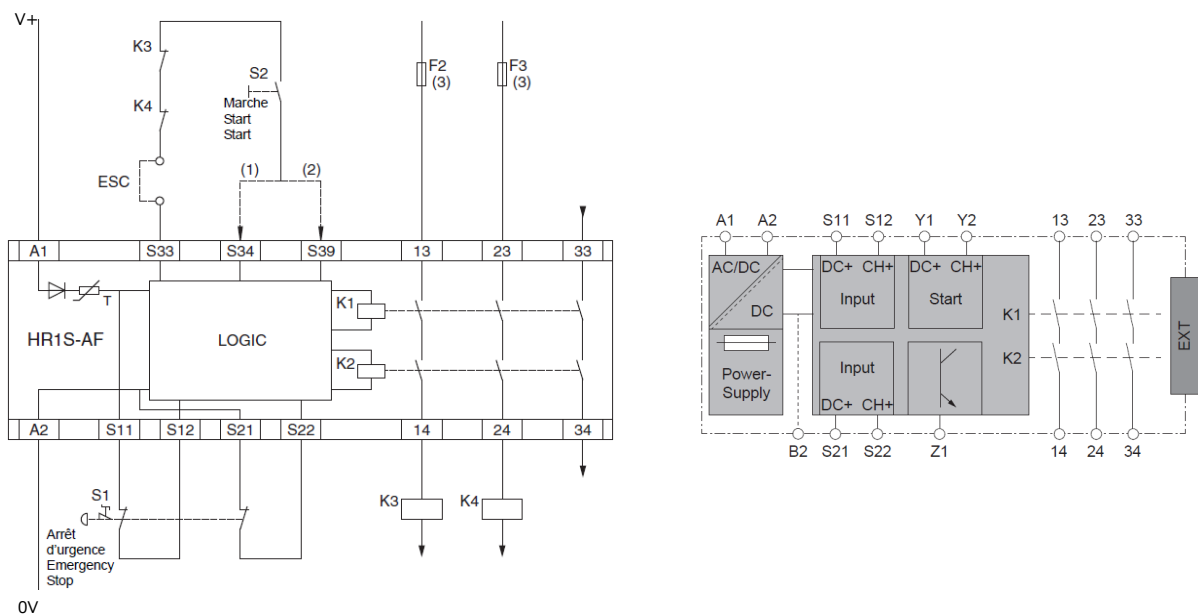 V+
K3
K4
ESC
S2
Marche
Start
Start
(1) (2)
F2
(3)
F3
(3)
A1 S33 S34 S39 13 23 33
T
HR1S-AF
LOGIC
K1
K2
A2 S11 S12 S21 S22 14 24 34
S1
Arrêt
d'urgence
Emergency
Stop
K3 K4
0V
A1 A2 S11 S12 Y1 Y2 13 23 33
AC/DC
DC
DC+ CH+
Input
DC+ CH+
Start
K1
K2
Power-
Supply
Input
DC+ CH+
EXT
B2 S21 S22 Z1 14 24 34